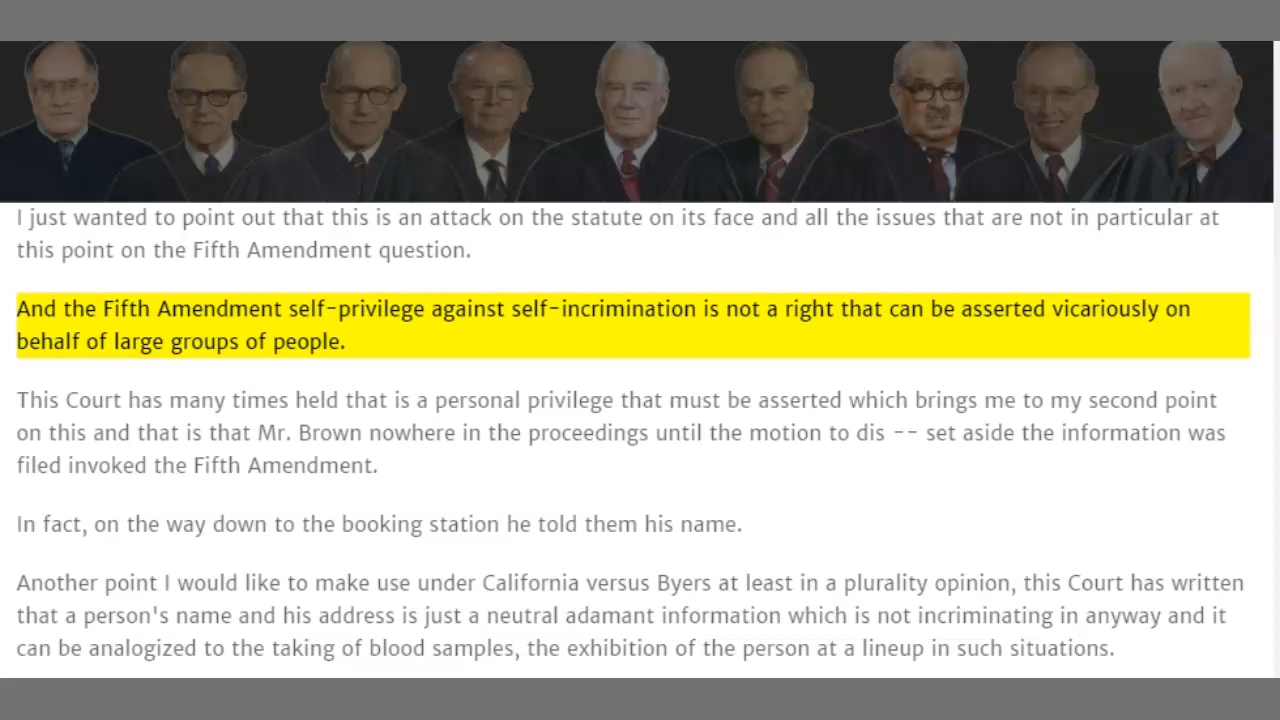 I just wanted to point out that this is an attack on the statute on its face and all the issues that are not in particular at
this point on the Fifth Amendment question.
And the Fifth Amendment self-privilege against self-incrimination is not a right that can be asserted vicariously on
behalf of large groups of people.
This Court has many times held that is a personal privilege that must be asserted which brings me to my second point
on this and that is that Mr. Brown nowhere in the proceedings until the motion to dis -- set aside the information was
filed invoked the Fifth Amendment.
In fact, on the way down to the booking station he told them his name.
Another point I would like to make use under California versus Byers at least in a plurality opinion, this Court has written
that a person's name and his address is just a neutral adamant information which is not incriminating in anyway and it
can be analogized to the taking of blood samples, the exhibition of the person at a lineup in such situations.